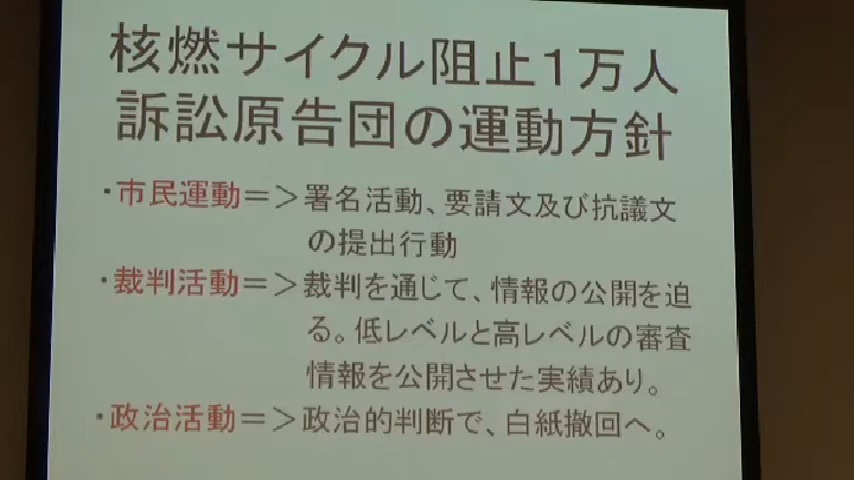 核燃サイクル阻止１万人
訴訟原告団の運動方針
・市民運動＝＞署名活動、要請文及び抗議文
の提出行動
・裁判活動＝＞裁判を通じて、情報の公開を迫
る。低レベルと高レベルの審査
情報を公開させた実績あり。
・政治活動＝＞政治的判断で、白紙撤回へ。